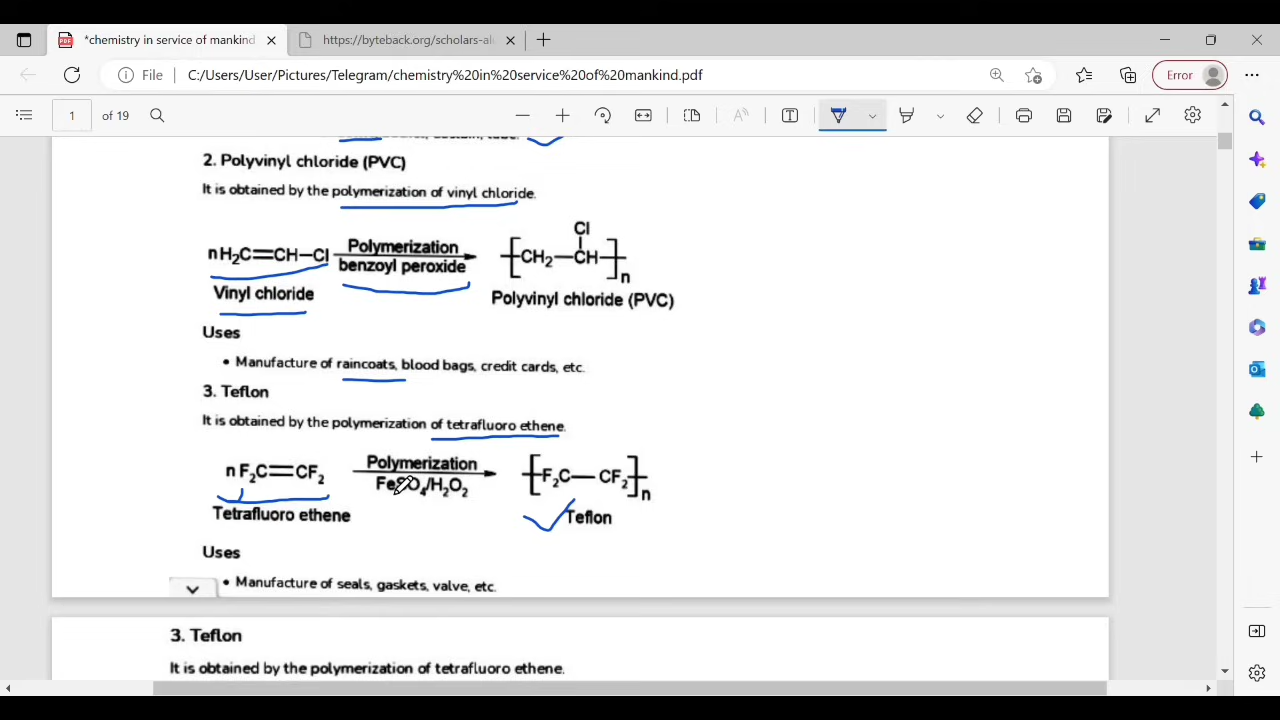 *chemistry in service of mankind
https://byteback.org/scholars-al
File C:/Users/User/Pictures/Telegram/chemistry%20in%20service%20of%20mankind.pdf
Error
1 of 19
2. Polyvinyl chloride (PVC)
It is obtained by the polymerization of vinyl chloride.
Cl
nH₂C=CH–Cl Polymerization [CH₂–CH]n
benzoyl peroxide
Vinyl chloride Polyvinyl chloride (PVC)
Uses
• Manufacture of raincoats, blood bags, credit cards, etc.
3. Teflon
It is obtained by the polymerization of tetrafluoro ethene.
n F₂C=CF₂ Polymerization [F₂C—CF₂]n
FeSO₄/H₂O₂
Tetrafluoro ethene Teflon
Uses
• Manufacture of seals, gaskets, valve, etc.
3. Teflon
It is obtained by the polymerization of tetrafluoro ethene.